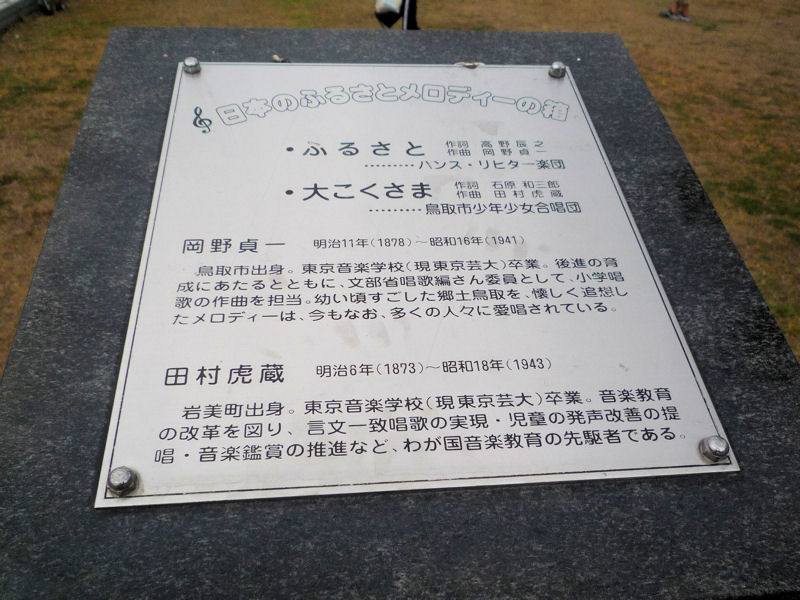 日本のふるさとメロディーの箱
・ふるさと 作詞 高野辰之
作曲 岡野貞一
………ハンス・リヒター楽団
・大こくさま 作詞 石原和三郎
作曲 田村虎蔵
………鳥取市少年少女合唱団
岡野貞一 明治11年(1878)～昭和16年(1941)
鳥取市出身。東京音楽学校(現東京芸大)卒業。後進の育
成にあたるとともに、文部省唱歌編さん委員として、小学唱
歌の作曲を担当。幼い頃すごした郷土鳥取を、懐しく追想し
たメロディーは、今もなお、多くの人々に愛唱されている。
田村虎蔵 明治6年(1873)～昭和18年(1943)
岩美町出身。東京音楽学校(現東京芸大)卒業。音楽教育
の改革を図り、言文一致唱歌の実現・児童の発声改善の提
唱・音楽鑑賞の推進など、わが国音楽教育の先駆者である。